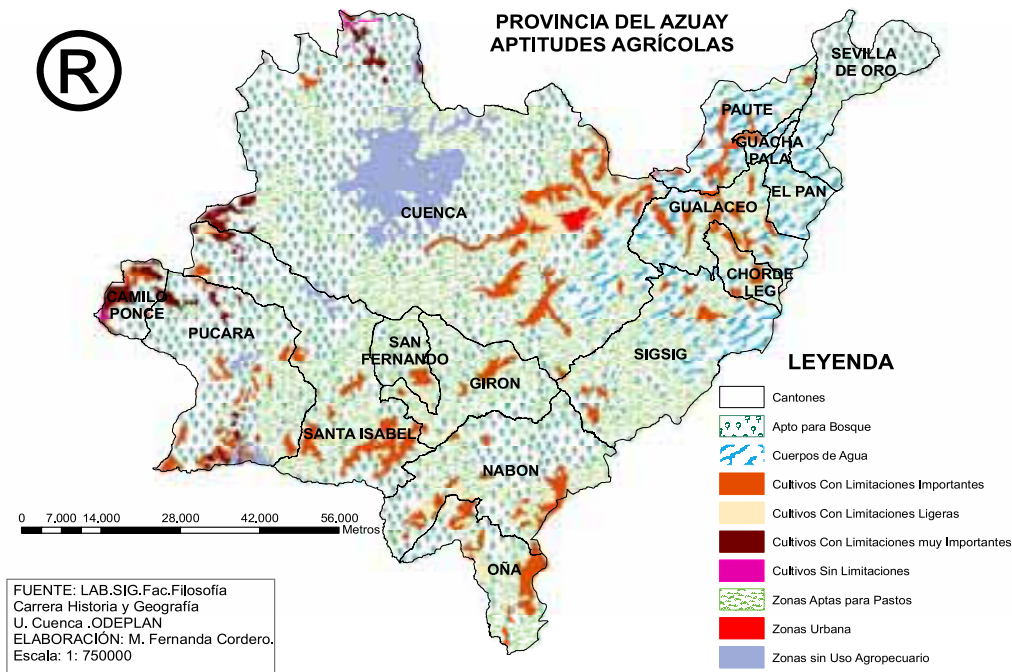 ®
PROVINCIA DEL AZUAY
APTITUDES AGRÍCOLAS
SEVILLA
DE ORO
PAUTE
GUACHA
PALA
EL PAN
GUALACEO
CUENCA
CHORDE
LEG
CAMILO
PONCE
PUCARA
SAN
FERNANDO
GIRON
SIGSIG
SANTA ISABEL
NABON
OÑA
LEYENDA
Cantones
Apto para Bosque
Cuerpos de Agua
Cultivos Con Limitaciones Importantes
Cultivos Con Limitaciones Ligeras
Cultivos Con Limitaciones muy Importantes
Cultivos Sin Limitaciones
Zonas Aptas para Pastos
Zonas Urbana
Zonas sin Uso Agropecuario
0 7,000 14,000 28,000 42,000 56,000
Metros
FUENTE: LAB.SIG.Fac.Filosofía
Carrera Historia y Geografía
U. Cuenca .ODEPLAN
ELABORACIÓN: M. Fernanda Cordero.
Escala: 1: 750000